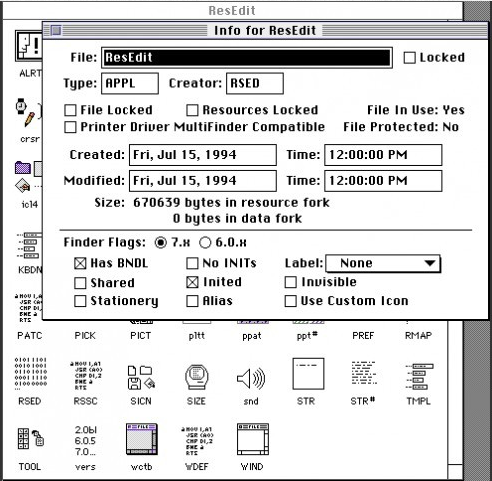 ResEdit
Info for ResEdit
File: ResEdit Locked
Type: APPL Creator: RSED
File Locked Resources Locked File In Use: Yes
Printer Driver MultiFinder Compatible File Protected: No
Created: Fri, Jul 15, 1994 Time: 12:00:00 PM
Modified: Fri, Jul 15, 1994 Time: 12:00:00 PM
Size: 670639 bytes in resource fork
0 bytes in data fork
Finder Flags: 7.x 6.0.x
Has BNDL No INITs Label: None
Shared Inited Invisible
Stationery Alias Use Custom Icon
ALRT
crsr
icl4
KBDN
PATC PICK PICT pltt ppat ppt# PREF RMAP
RSED RSSC SICN SIZE snd STR STR# TMPL
2.0b1
6.0.5
7.0...
TOOL vers wctb WDEF WIND